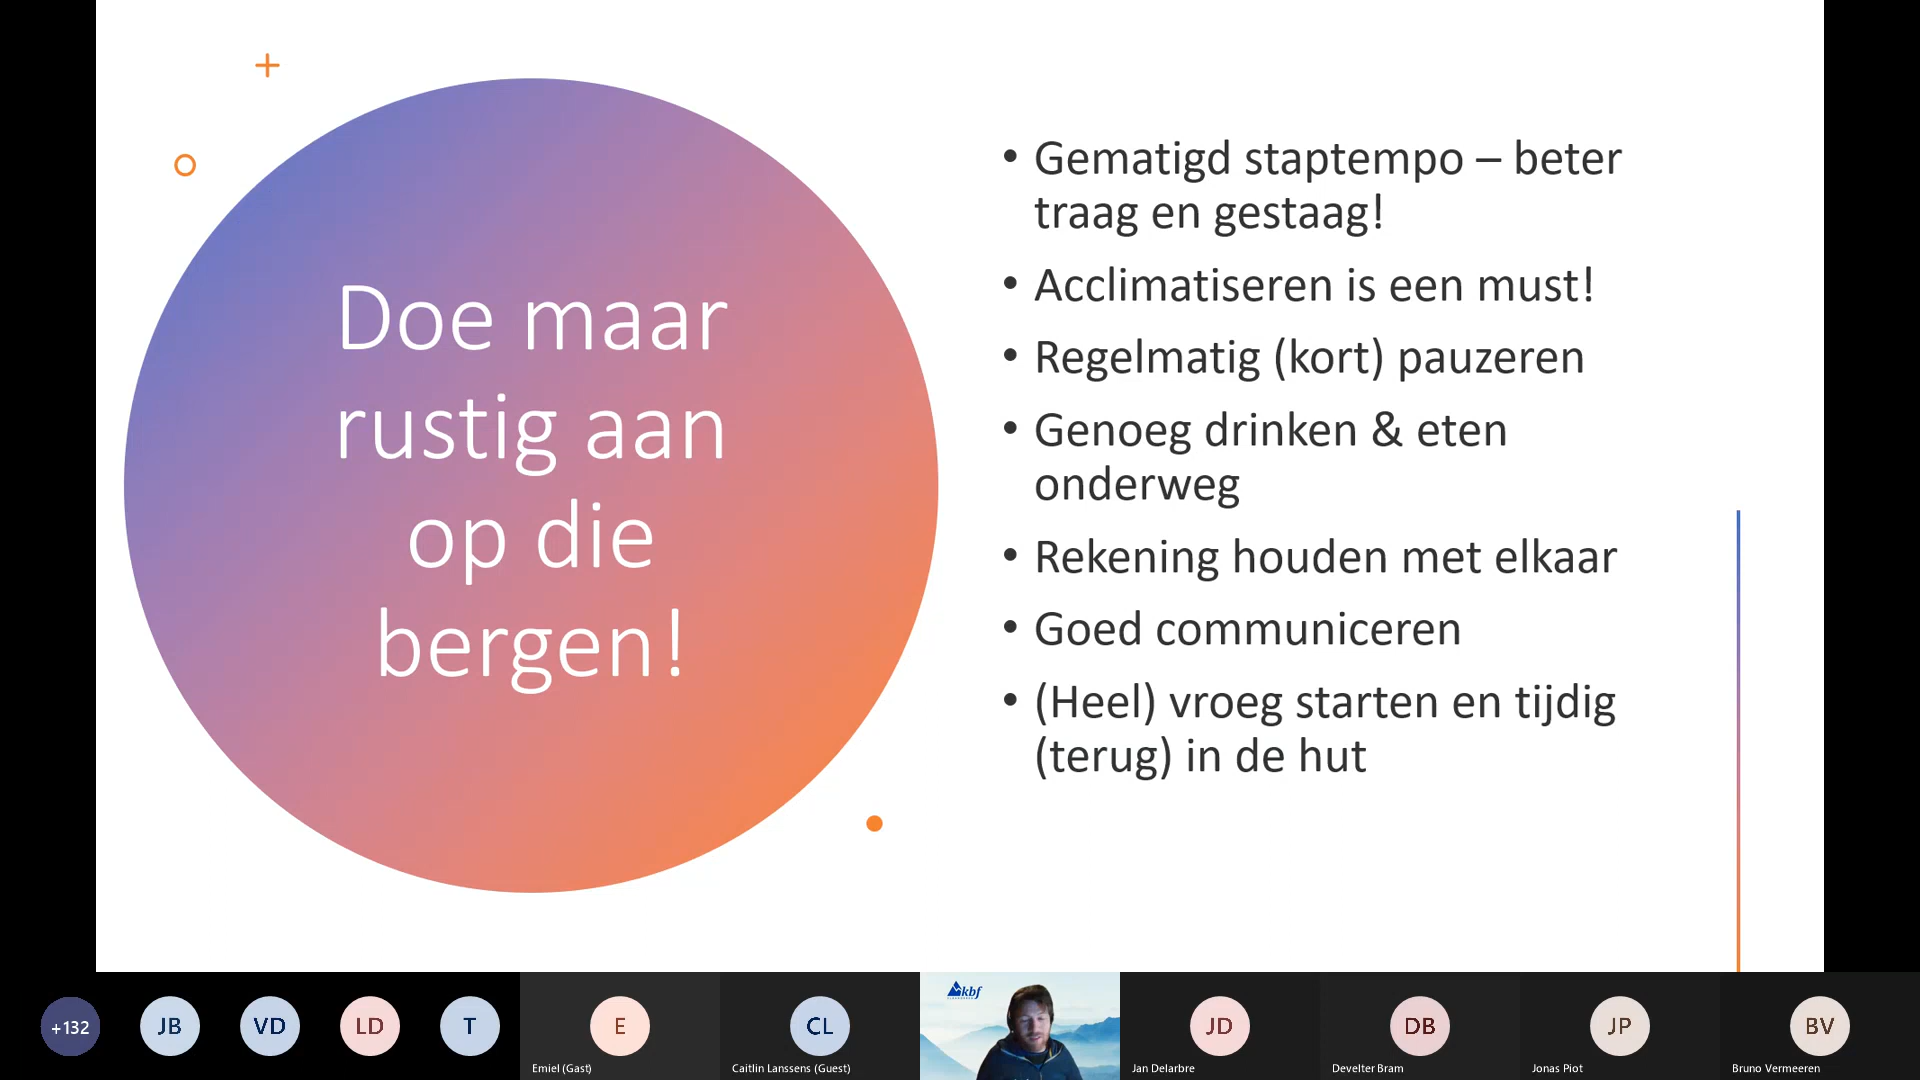 Doe maar
rustig aan
op die
bergen!
• Gematigd staptempo – beter
traag en gestaag!
• Acclimatiseren is een must!
• Regelmatig (kort) pauzeren
• Genoeg drinken & eten
onderweg
• Rekening houden met elkaar
• Goed communiceren
• (Heel) vroeg starten en tijdig
(terug) in de hut
+132
JB
VD
LD
T
E
Emiel (Gast)
CL
Caitlin Lanssens (Guest)
kbf
JD
Jan Delarbre
DB
Develter Bram
JP
Jonas Piot
BV
Bruno Vermeeren